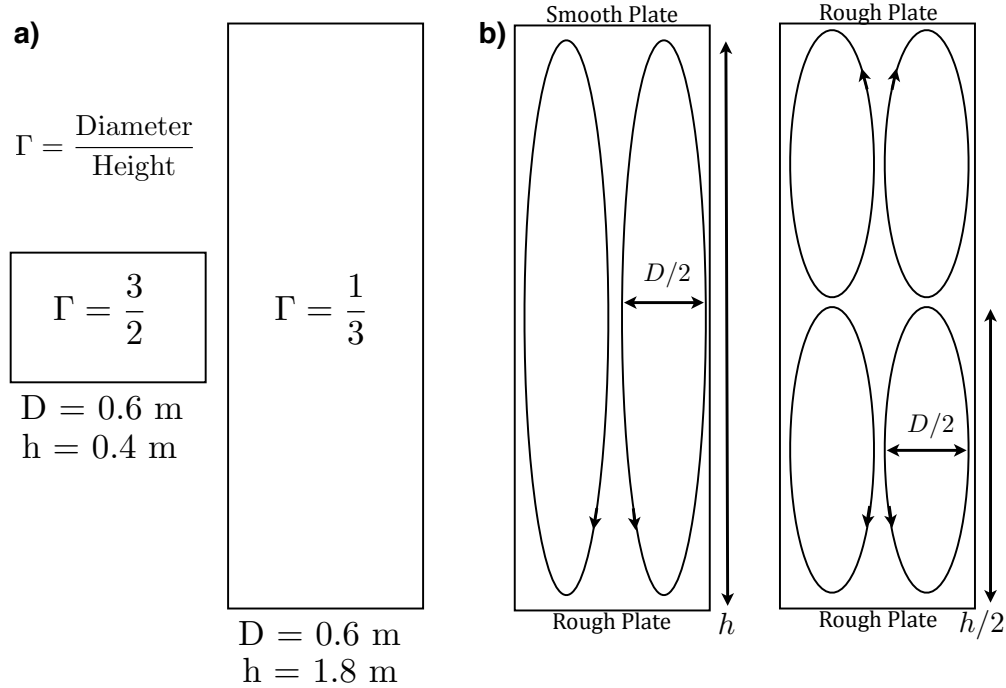 a)
Γ = Diameter / Height
Γ = 3/2
D = 0.6 m
h = 0.4 m
Γ = 1/3
D = 0.6 m
h = 1.8 m
b)
Smooth Plate
D/2
Rough Plate
h
Rough Plate
D/2
Rough Plate
h/2